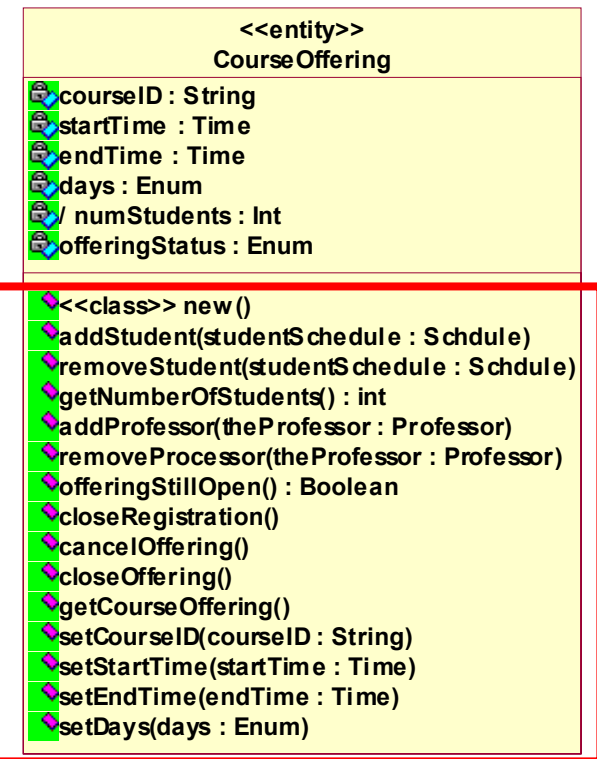 <<entity>>
CourseOffering
courseID : String
startTime : Time
endTime : Time
days : Enum
/ numStudents : Int
offeringStatus : Enum
<<class>> new()
addStudent(studentSchedule : Schdule)
removeStudent(studentSchedule : Schdule)
getNumberOfStudents() : int
addProfessor(theProfessor : Professor)
removeProcessor(theProfessor : Professor)
offeringStillOpen() : Boolean
closeRegistration()
cancelOffering()
closeOffering()
getCourseOffering()
setCourseID(courseID : String)
setStartTime(startTime : Time)
setEndTime(endTime : Time)
setDays(days : Enum)